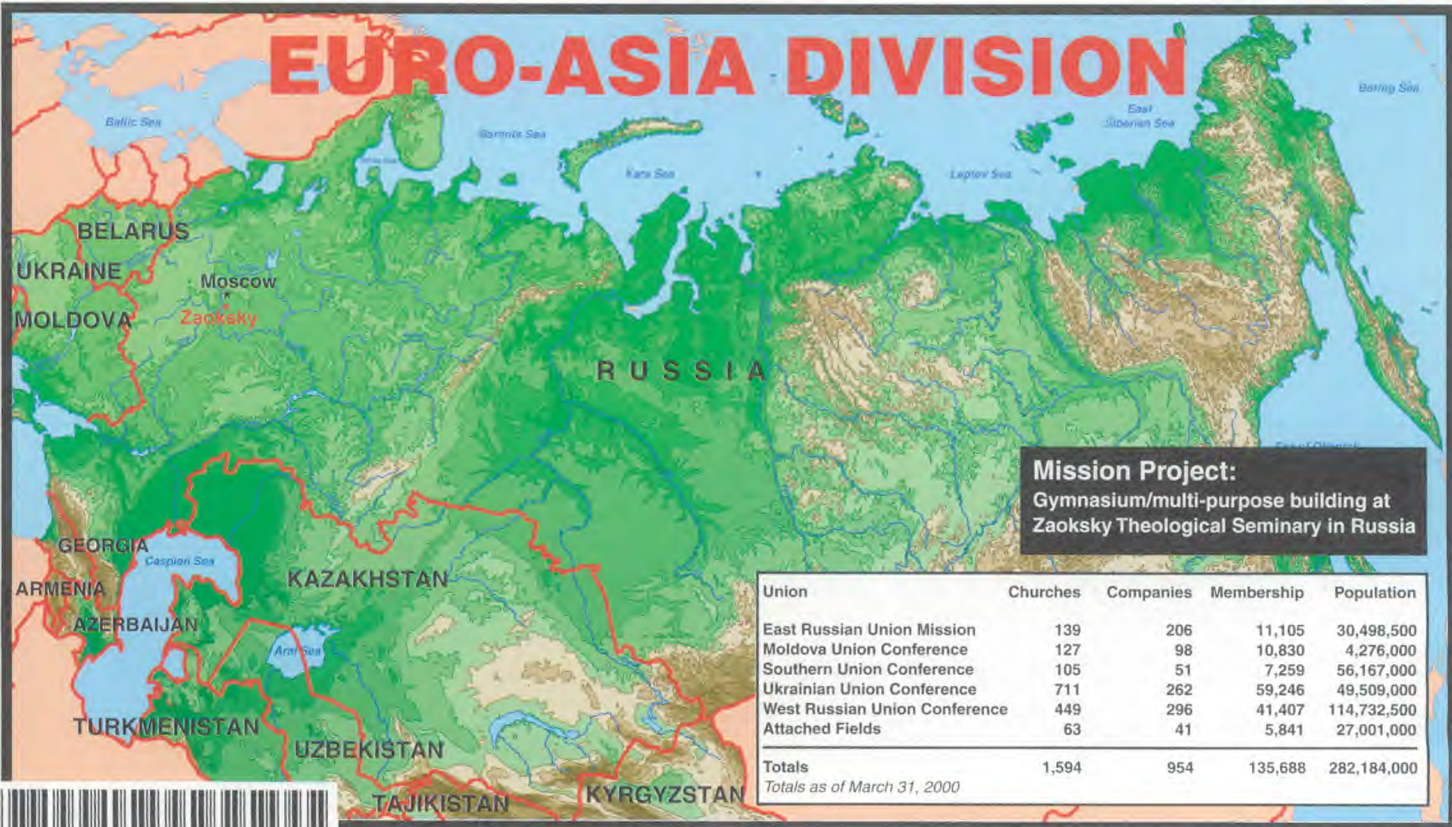 EURO-ASIA DIVISION
Baltic Sea
Barents Sea
Kara Sea
Laptev Sea
East
Siberian Sea
Bering Sea
BELARUS
UKRAINE
MOLDOVA
Moscow
Zaoksky
RUSSIA
GEORGIA
ARMENIA
AZERBAIJAN
Caspian Sea
KAZAKHSTAN
Aral Sea
TURKMENISTAN
UZBEKISTAN
TAJIKISTAN
KYRGYZSTAN
Mission Project:
Gymnasium/multi-purpose building at
Zaoksky Theological Seminary in Russia
Union Churches Companies Membership Population
East Russian Union Mission 139 206 11,105 30,498,500
Moldova Union Conference 127 98 10,830 4,276,000
Southern Union Conference 105 51 7,259 56,167,000
Ukrainian Union Conference 711 262 59,246 49,509,000
West Russian Union Conference 449 296 41,407 114,732,500
Attached Fields 63 41 5,841 27,001,000
Totals 1,594 954 135,688 282,184,000
Totals as of March 31, 2000